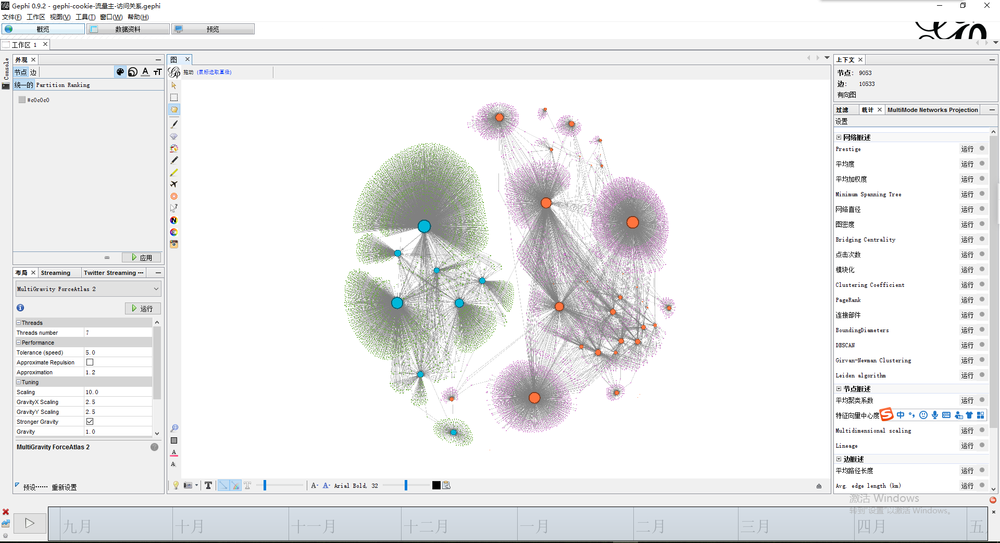 Gephi 0.9.2 - gephi-cookie-流量主-访问关系.gephi
文件(F) 工作区 视图(V) 工具(T) 窗口(W) 帮助(H)
概览 数据资料 预览
工作区 1
Console
外观
节点 边
统一的 Partition Ranking
#c0c0c0
应用
布局 Streaming Twitter Streaming ···
MultiGravity ForceAtlas 2
运行
Threads
Threads number 7
Performance
Tolerance (speed) 5.0
Approximate Repulsion
Approximation 1.2
Tuning
Scaling 10.0
GravityX Scaling 2.5
GravityY Scaling 2.5
Stronger Gravity
Gravity 1.0
MultiGravity ForceAtlas 2
预设······ 重新设置
图
拖动 (鼠标选取直径)
Arial Bold, 32
上下文
节点: 9053
边: 10533
有向图
过滤 统计 MultiMode Networks Projection
设置
网络概述
Prestige 运行
平均度 运行
平均加权度 运行
Minimum Spanning Tree 运行
网络直径 运行
图密度 运行
Bridging Centrality 运行
点击次数 运行
模块化 运行
Clustering Coefficient 运行
PageRank 运行
连接部件 运行
BoundingDiameters 运行
DBSCAN 运行
Girvan-Newman Clustering 运行
Leiden algorithm 运行
节点概述
平均聚类系数 运行
特征向量中心度 中
Multidimensional scaling 运行
Lineage 运行
边概述
平均路径长度 运行
Avg. edge length (km) 运行
激活 Windows
转到"设置"以激活 Windows。
九月 十月 十一月 十二月 一月 二月 三月 四月 五